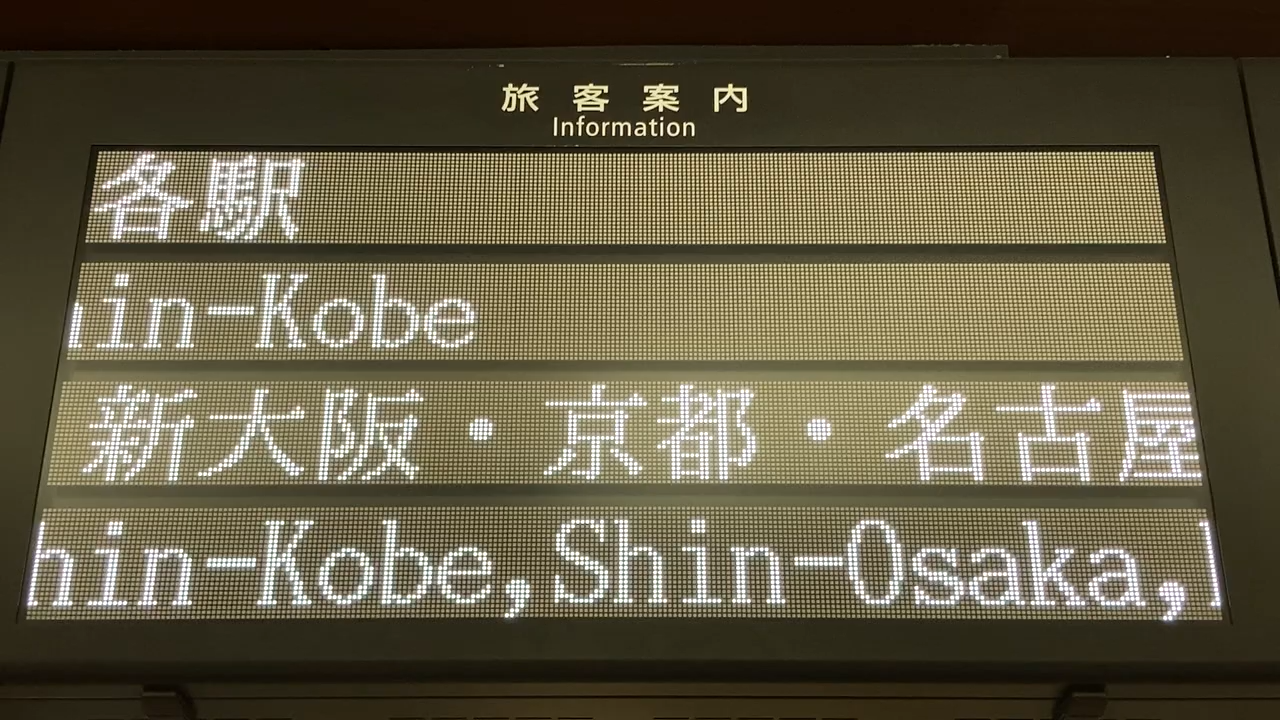 旅客案内
Information
各駅
hin-Kobe
新大阪・京都・名古屋
hin-Kobe,Shin-Osaka,